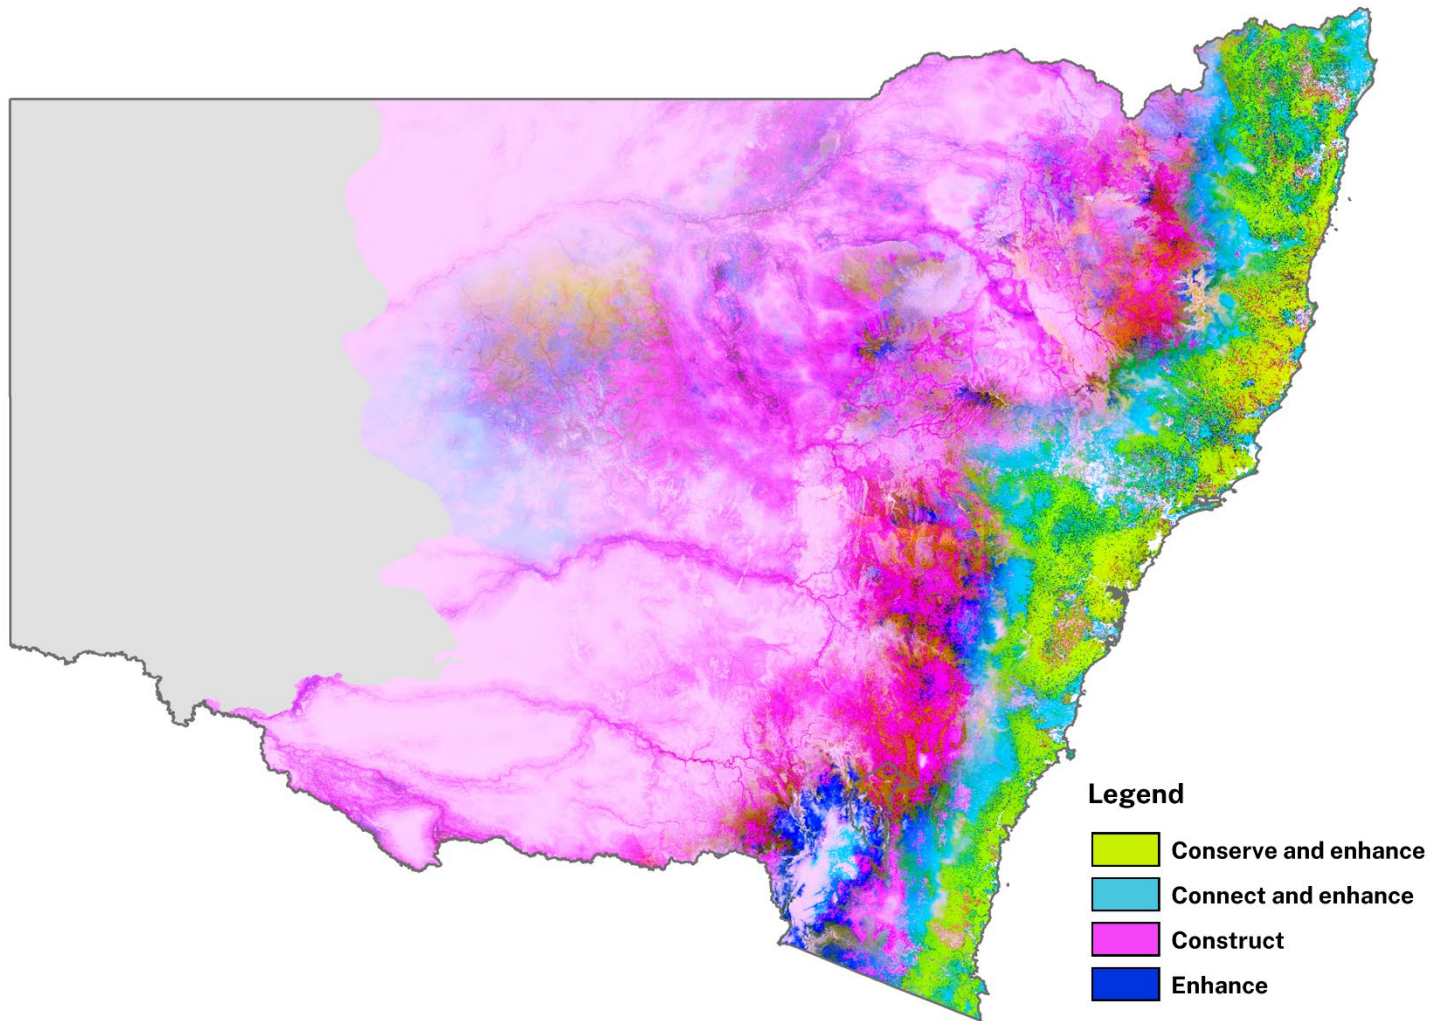 Legend
Conserve and enhance
Connect and enhance
Construct
Enhance